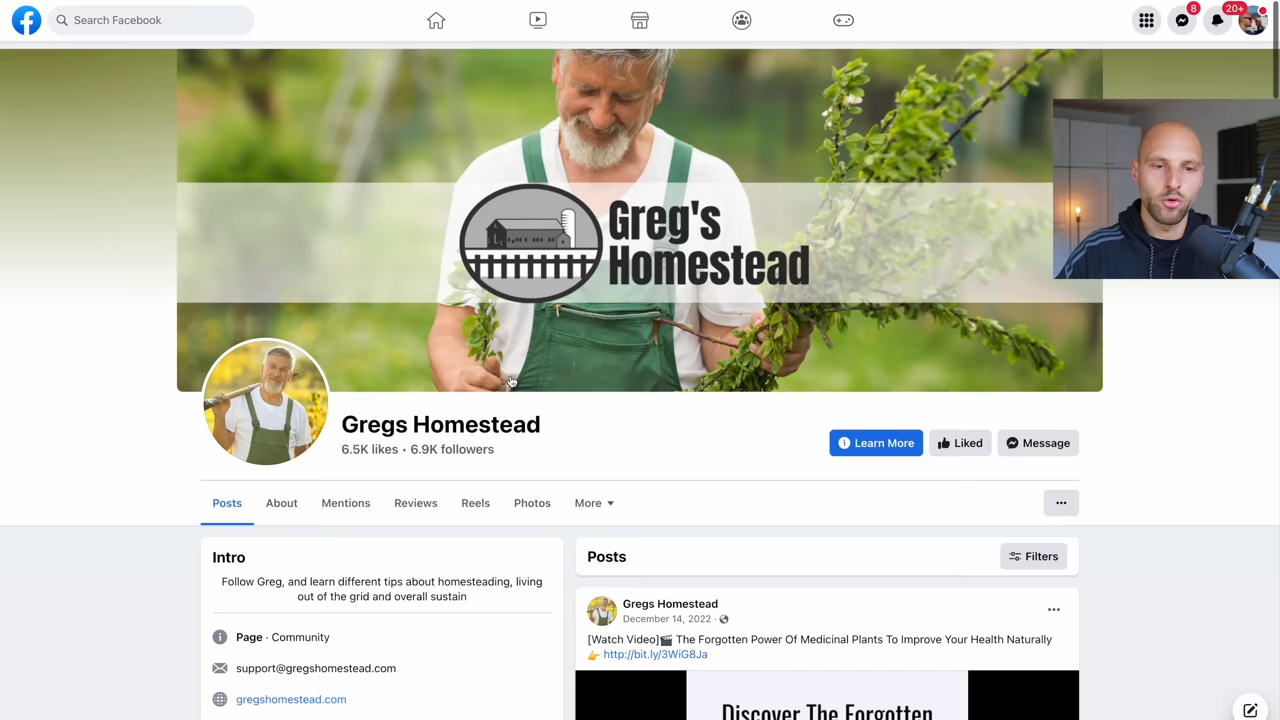 Search Facebook
8
20+
Greg's
Homestead
Gregs Homestead
6.5K likes • 6.9K followers
Learn More
Liked
Message
Posts
About
Mentions
Reviews
Reels
Photos
More
Intro
Follow Greg, and learn different tips about homesteading, living
out of the grid and overall sustain
Page · Community
support@gregshomestead.com
gregshomestead.com
Posts
Filters
Gregs Homestead
December 14, 2022 ·
[Watch Video]🎬 The Forgotten Power Of Medicinal Plants To Improve Your Health Naturally
👉 http://bit.ly/3WiG8Ja
Discover The Forgotten